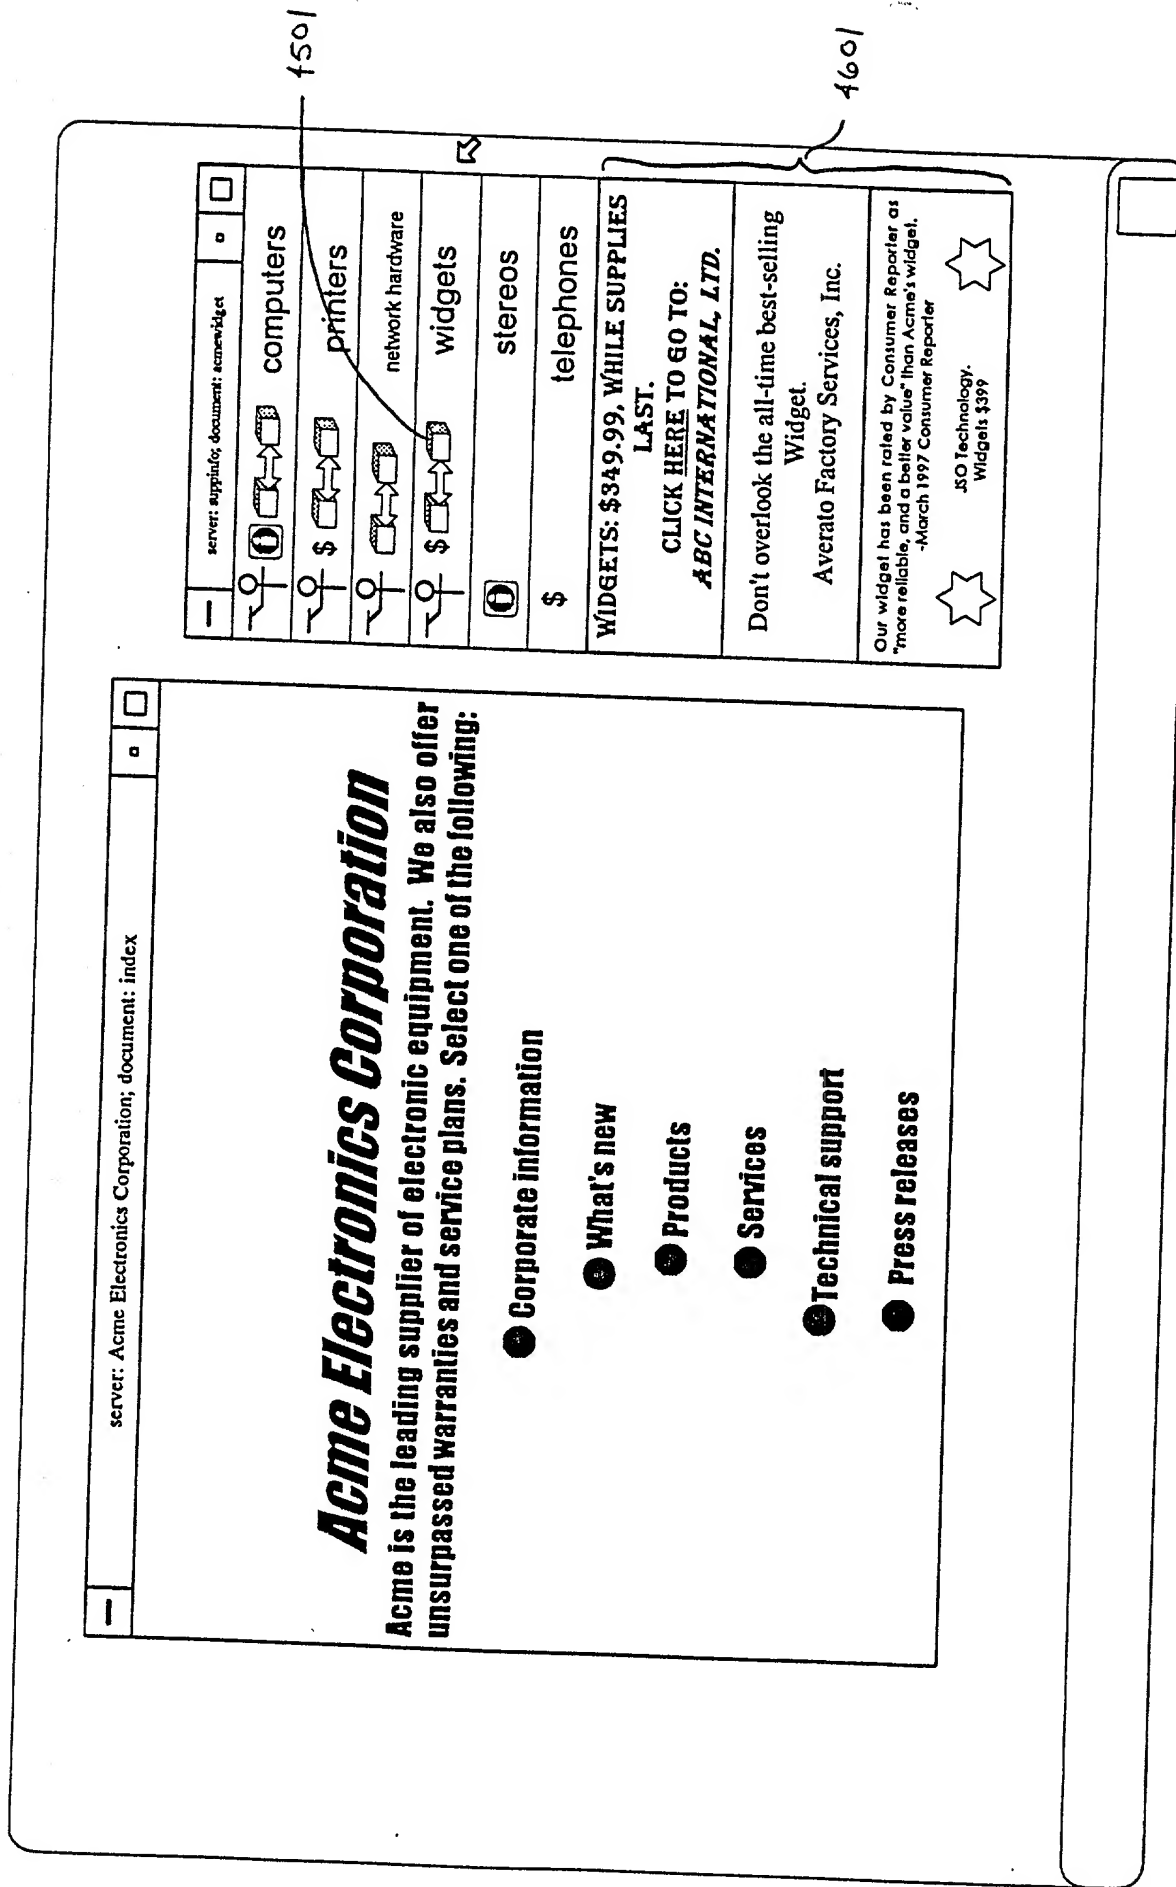 server: Acme Electronics Corporation; document: index
Acme Electronics Corporation
Acme is the leading supplier of electronic equipment. We also offer
unsurpassed warranties and service plans. Select one of the following:
Corporate information
What's new
Products
Services
Technical support
Press releases
server: suppinfo; document: acmewidget
computers
$ printers
network hardware
$ widgets
stereos
$ telephones
WIDGETS: $349.99, WHILE SUPPLIES
LAST.
CLICK HERE TO GO TO:
ABC INTERNATIONAL, LTD.
Don't overlook the all-time best-selling
Widget.
Averato Factory Services, Inc.
Our widget has been rated by Consumer Reporter as
"more reliable, and a better value" than Acme's widget.
-March 1997 Consumer Reporter
JSO Technology.
Widgets $399
4501
4601